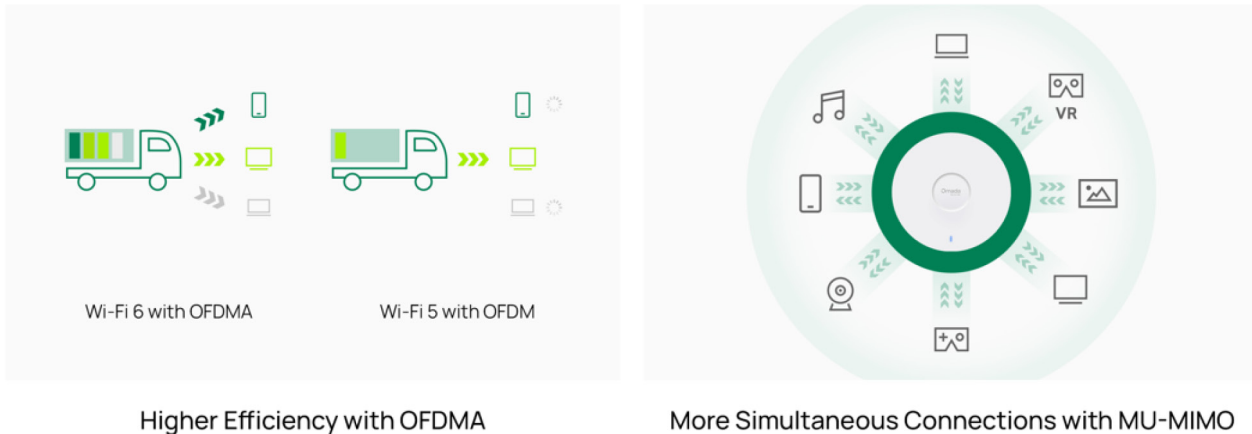 VR
Omada
Wi-Fi 6 with OFDMA
Wi-Fi 5 with OFDM
Higher Efficiency with OFDMA
More Simultaneous Connections with MU-MIMO